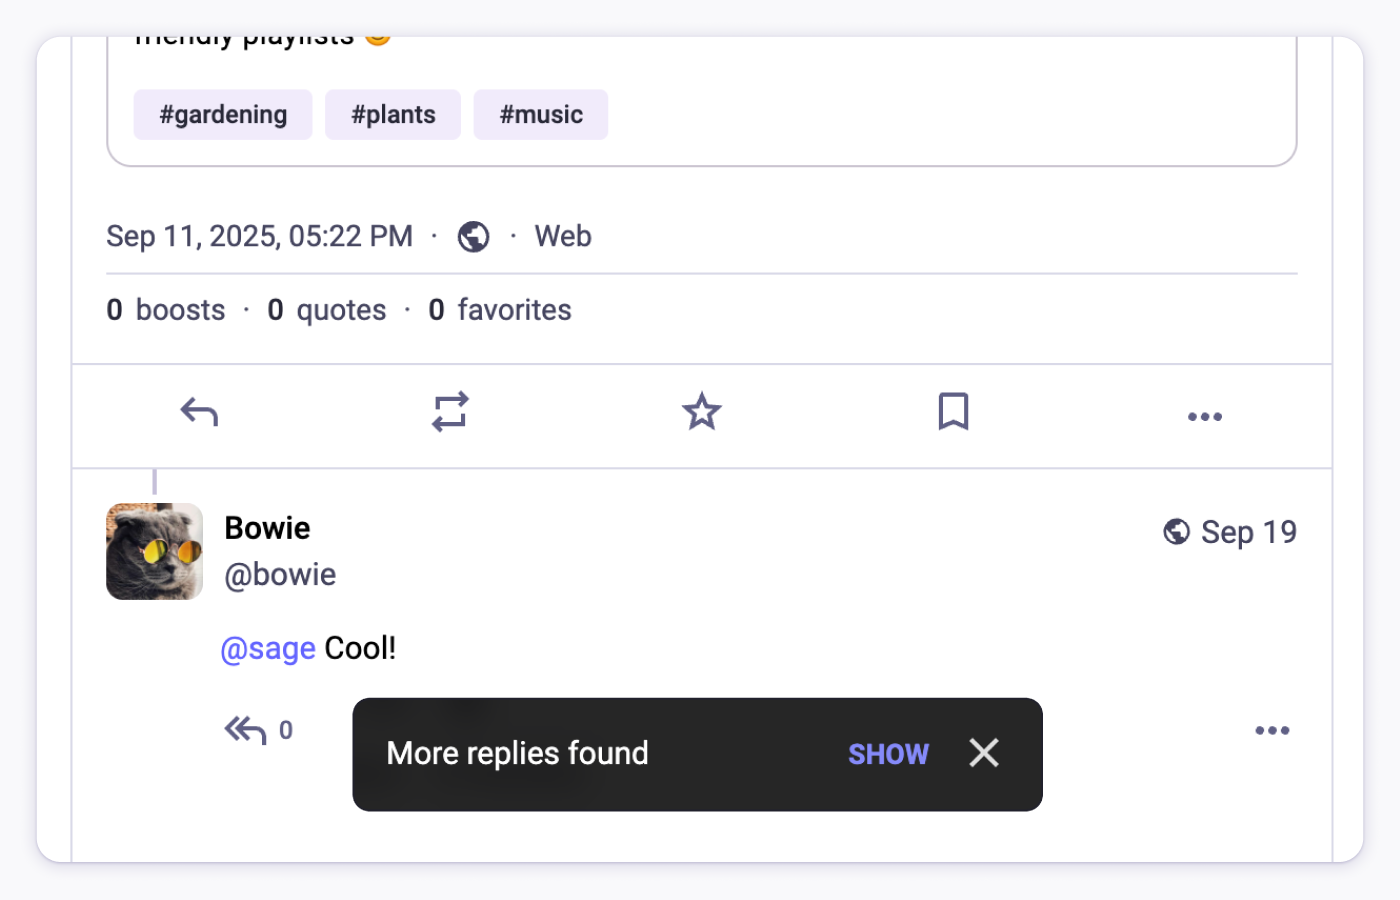 friendly playlists 😊
#gardening #plants #music
Sep 11, 2025, 05:22 PM · Web
0 boosts · 0 quotes · 0 favorites
Bowie
Sep 19
@bowie
@sage Cool!
0
More replies found SHOW